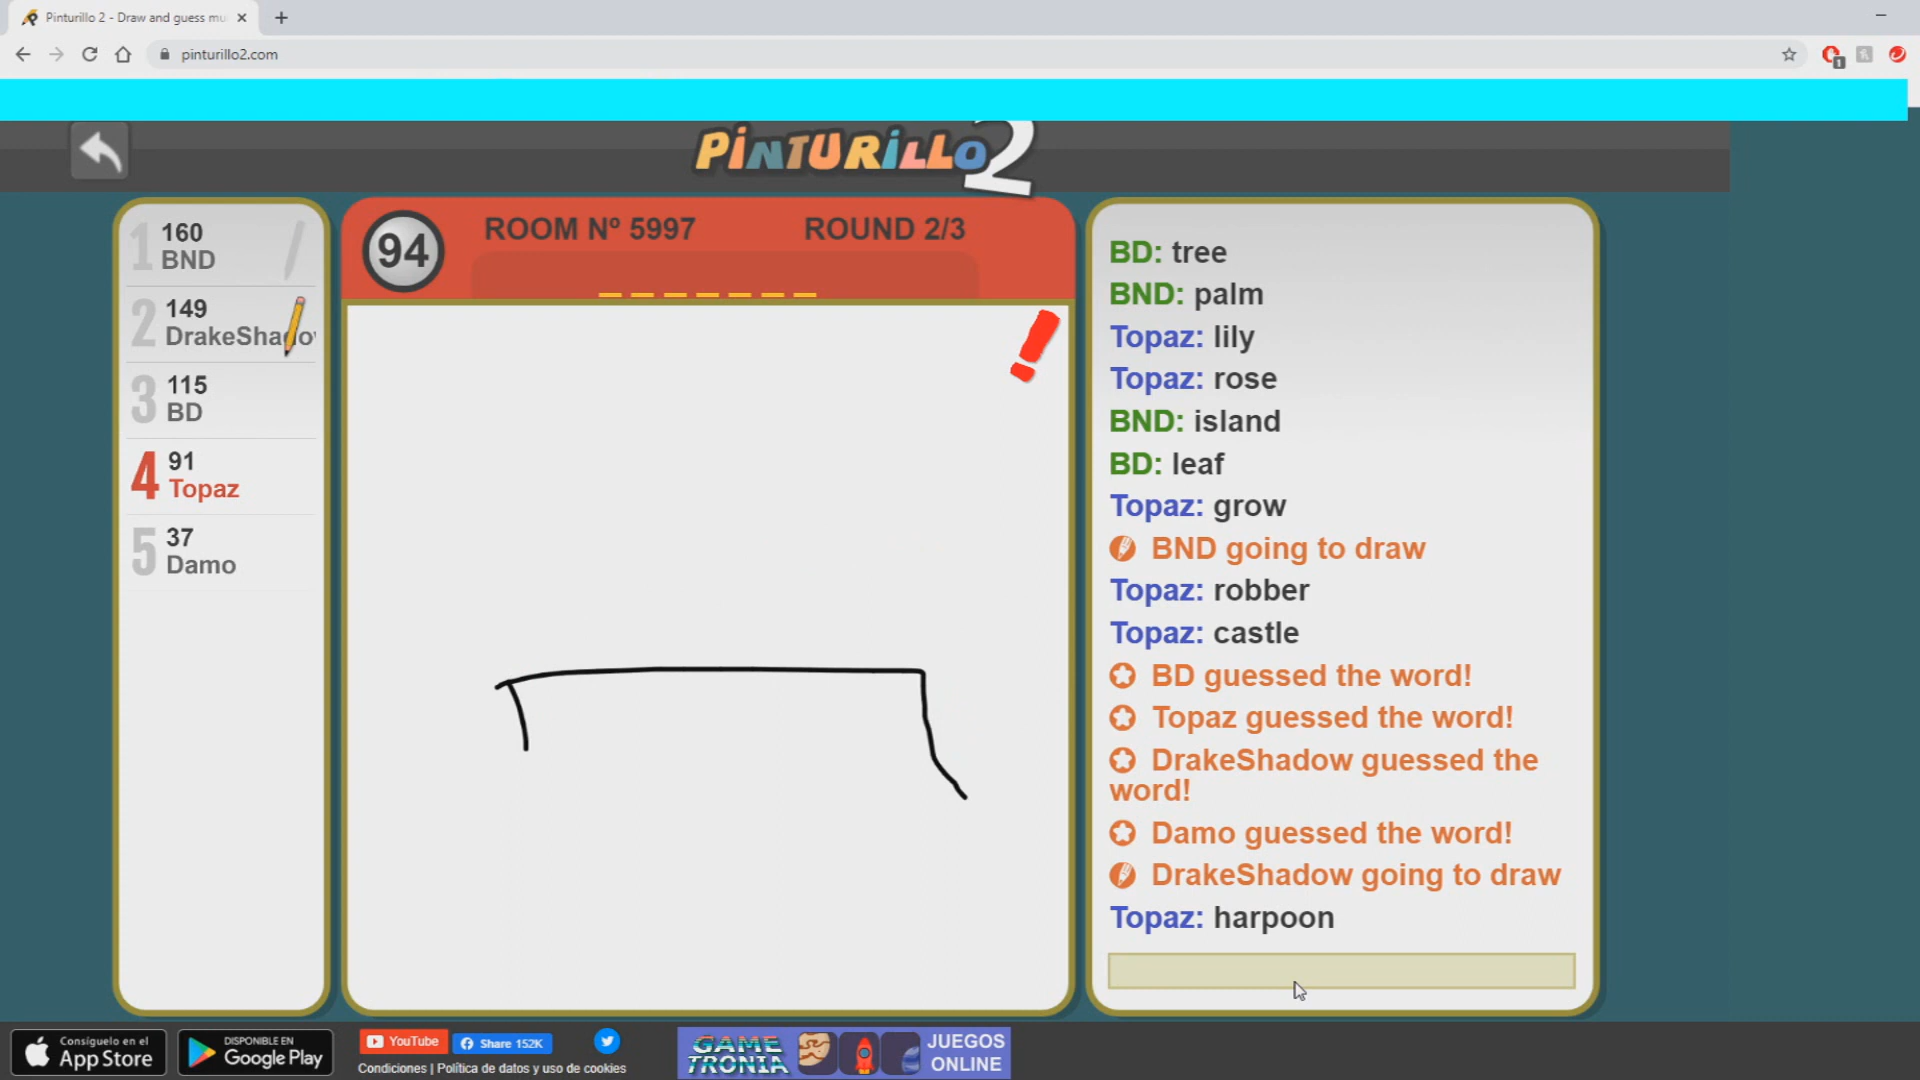 Pinturillo 2 - Draw and guess mu
pinturillo2.com
1
PINTURILLO 2
1 160
BND
2 149
DrakeShado
3 115
BD
4 91
Topaz
5 37
Damo
94
ROOM Nº 5997
ROUND 2/3
_ _ _ _ _ _ _
!
BD: tree
BND: palm
Topaz: lily
Topaz: rose
BND: island
BD: leaf
Topaz: grow
BND going to draw
Topaz: robber
Topaz: castle
BD guessed the word!
Topaz guessed the word!
DrakeShadow guessed the
word!
Damo guessed the word!
DrakeShadow going to draw
Topaz: harpoon
Consíguelo en el
App Store
DISPONIBLE EN
Google Play
YouTube
Share 152K
Condiciones | Política de datos y uso de cookies
GAME
TRONIA
JUEGOS
ONLINE